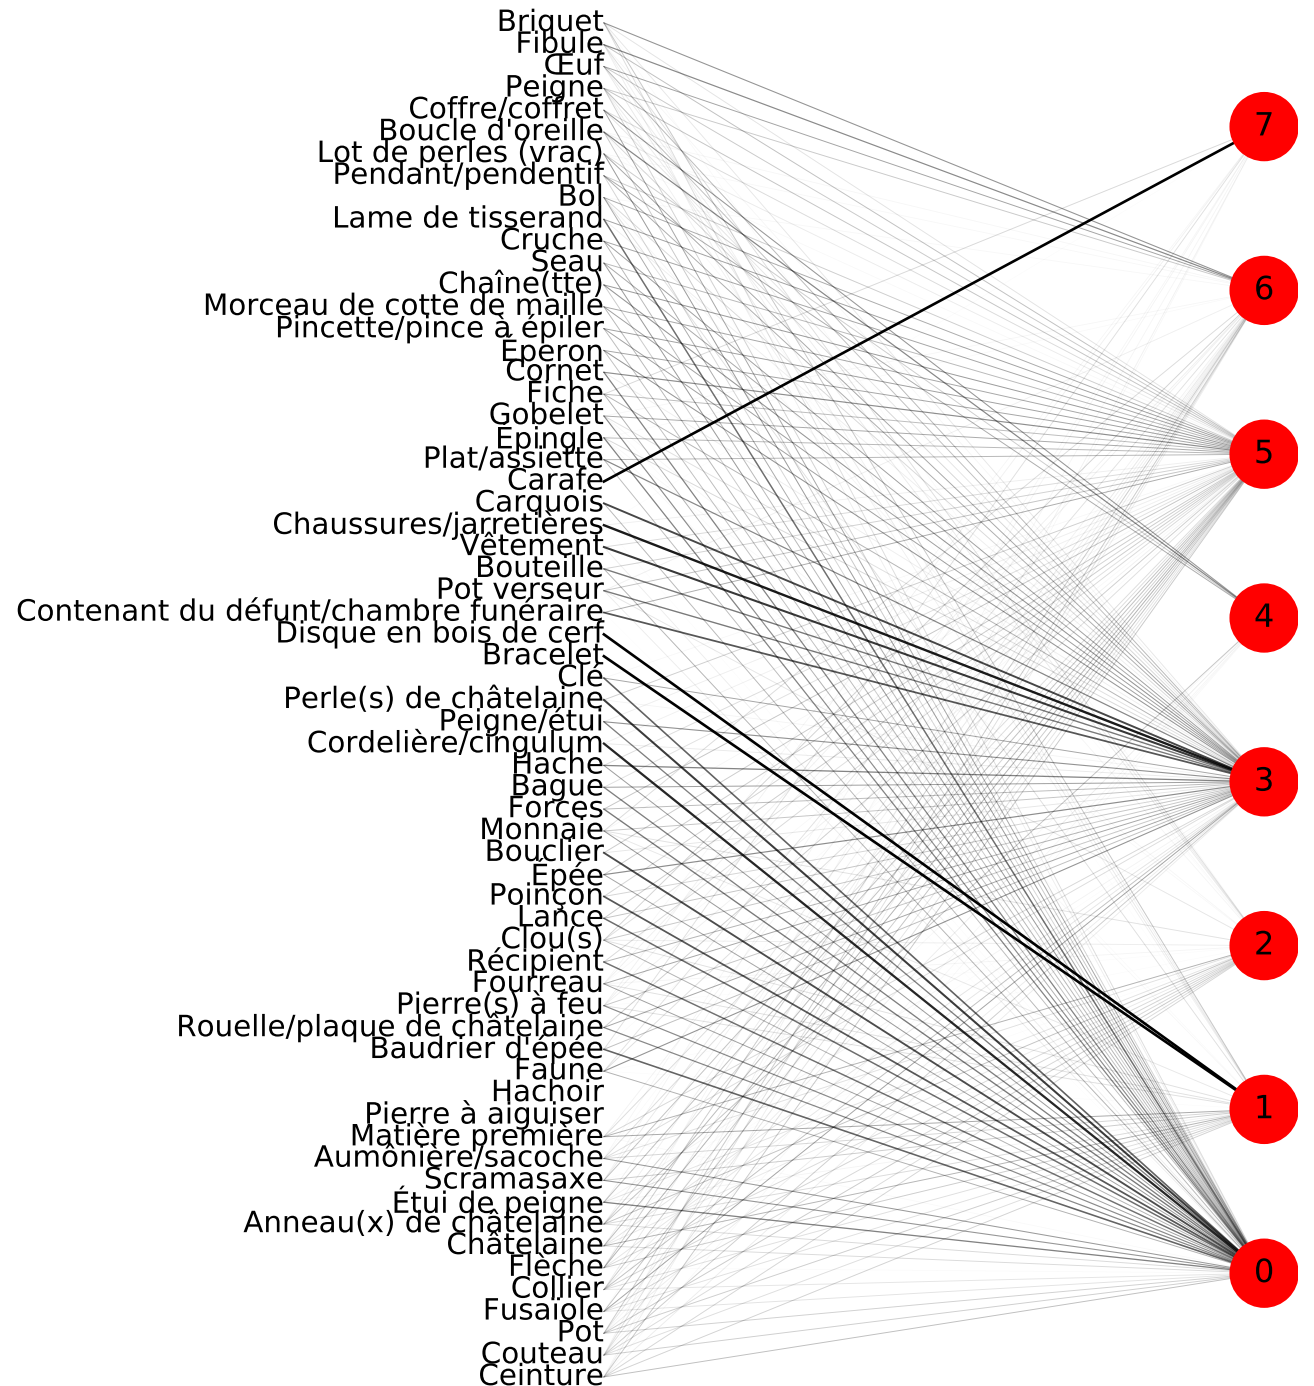 Briquet
Fibule
Œuf
Peigne
Coffre/coffret
Boucle d'oreille
Lot de perles (vrac)
Pendant/pendentif
Bol
Lame de tisserand
Cruche
Seau
Chaîne(tte)
Morceau de cotte de maille
Pincette/pince à épiler
Éperon
Cornet
Fiche
Gobelet
Épingle
Plat/assiette
Carafe
Carquois
Chaussures/jarretières
Vêtement
Bouteille
Pot verseur
Contenant du défunt/chambre funéraire
Disque en bois de cerf
Bracelet
Clé
Perle(s) de châtelaine
Peigne/étui
Cordelière/cingulum
Hache
Bague
Forces
Monnaie
Bouclier
Épée
Poinçon
Lance
Clou(s)
Récipient
Fourreau
Pierre(s) à feu
Rouelle/plaque de châtelaine
Baudrier d'épée
Faune
Hachoir
Pierre à aiguiser
Matière première
Aumônière/sacoche
Scramasaxe
Étui de peigne
Anneau(x) de châtelaine
Châtelaine
Flèche
Collier
Fusaïole
Pot
Couteau
Ceinture
7
6
5
4
3
2
1
0